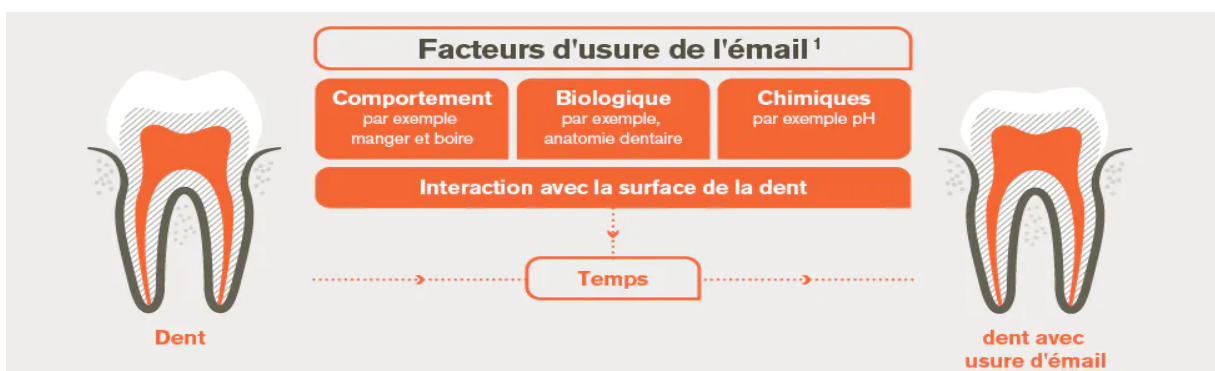 Facteurs d'usure de l'émail ¹
Comportement
par exemple
manger et boire
Biologique
par exemple,
anatomie dentaire
Chimiques
par exemple pH
Interaction avec la surface de la dent
Temps
Dent
dent avec
usure d'émail